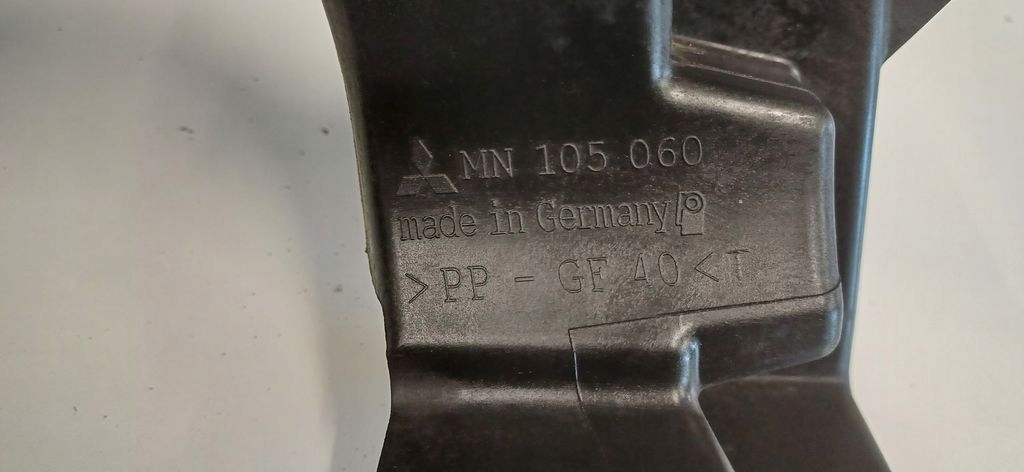 MN 105 060
made in Germany
>PP - GF 40< T